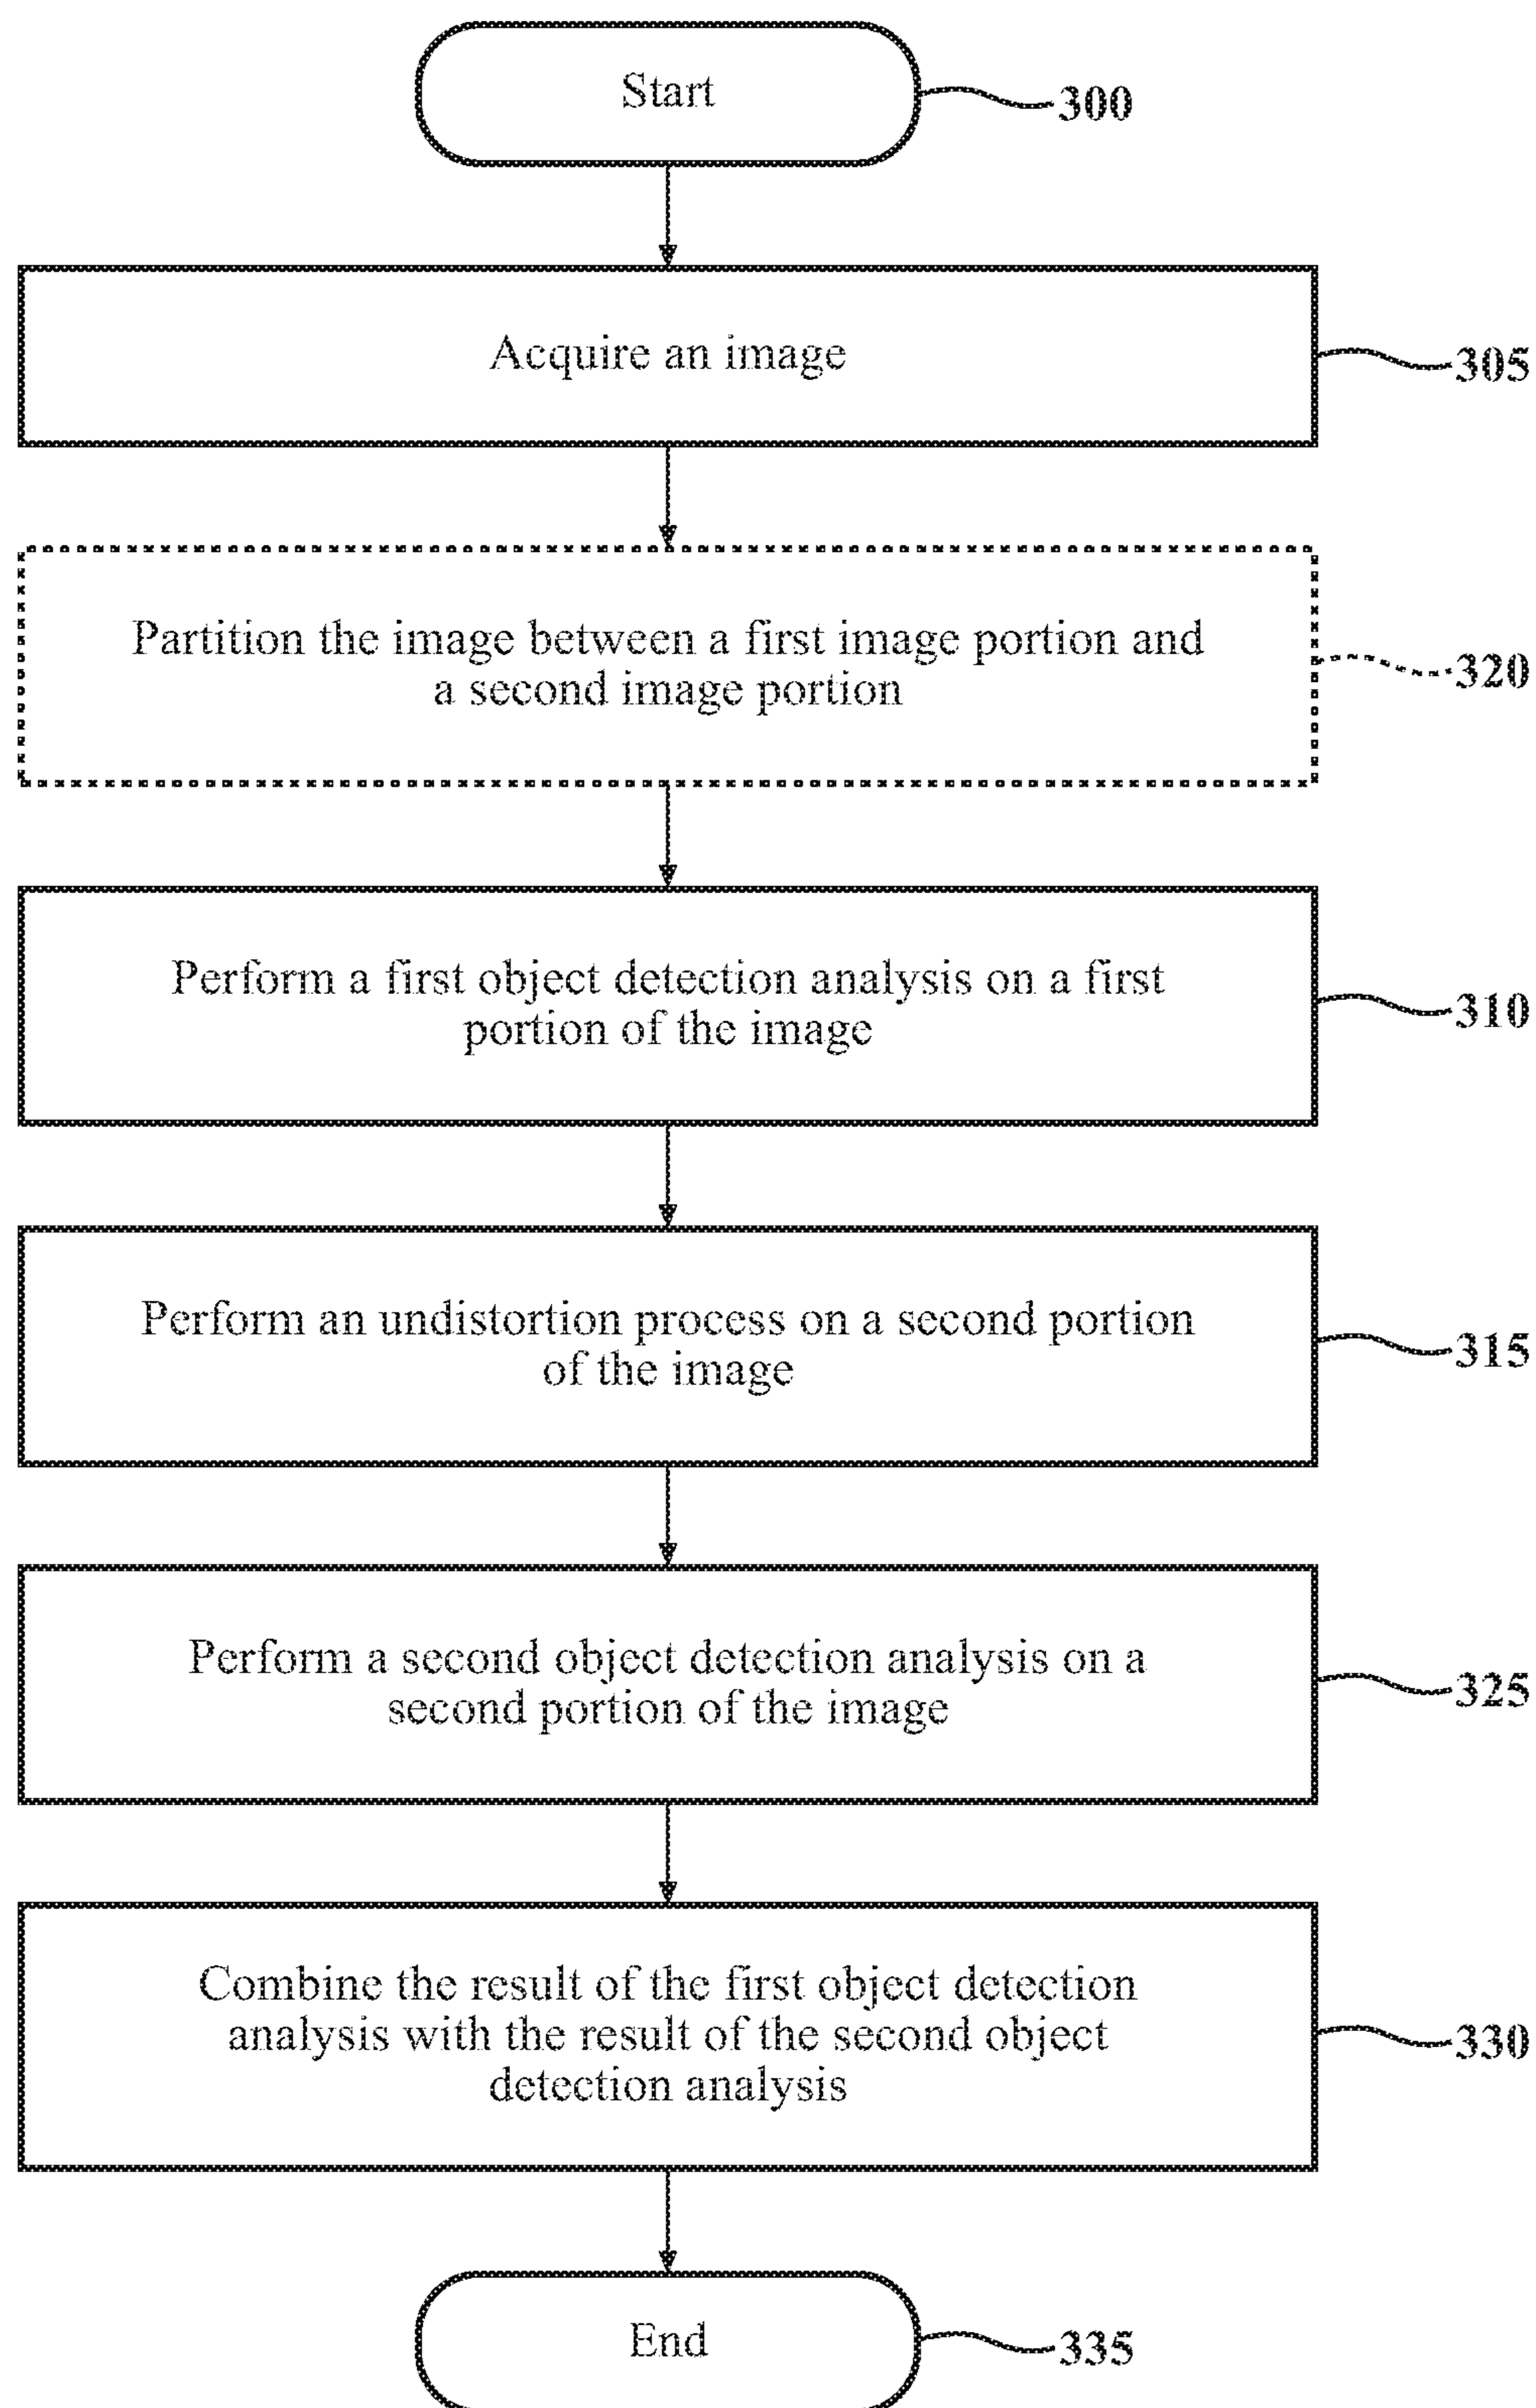 Start
300
Acquire an image
305
Partition the image between a first image portion and
a second image portion
320
Perform a first object detection analysis on a first
portion of the image
310
Perform an undistortion process on a second portion
of the image
315
Perform a second object detection analysis on a
second portion of the image
325
Combine the result of the first object detection
analysis with the result of the second object
detection analysis
330
End
335